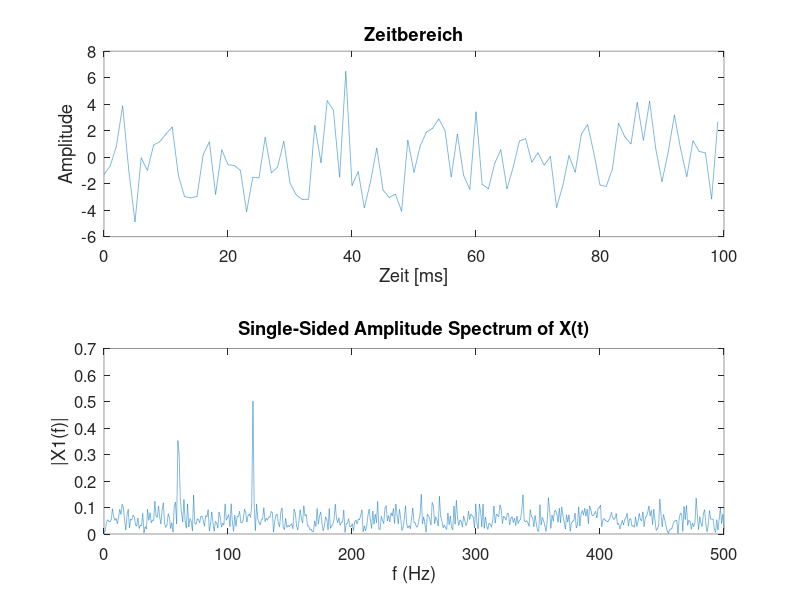 Zeitbereich
8
6
4
2
0
-2
-4
-6
Amplitude
0 20 40 60 80 100
Zeit [ms]
Single-Sided Amplitude Spectrum of X(t)
0.7
0.6
0.5
0.4
0.3
0.2
0.1
0
|X1(f)|
0 100 200 300 400 500
f (Hz)